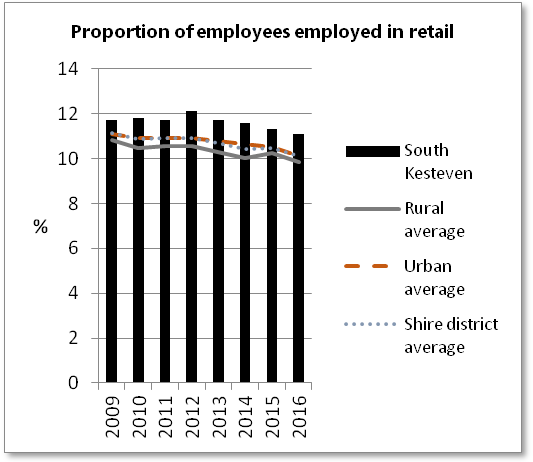 Proportion of employees employed in retail
14
12
10
8
6
4
2
0
%
2009
2010
2011
2012
2013
2014
2015
2016
South
Kesteven
Rural
average
Urban
average
Shire district
average